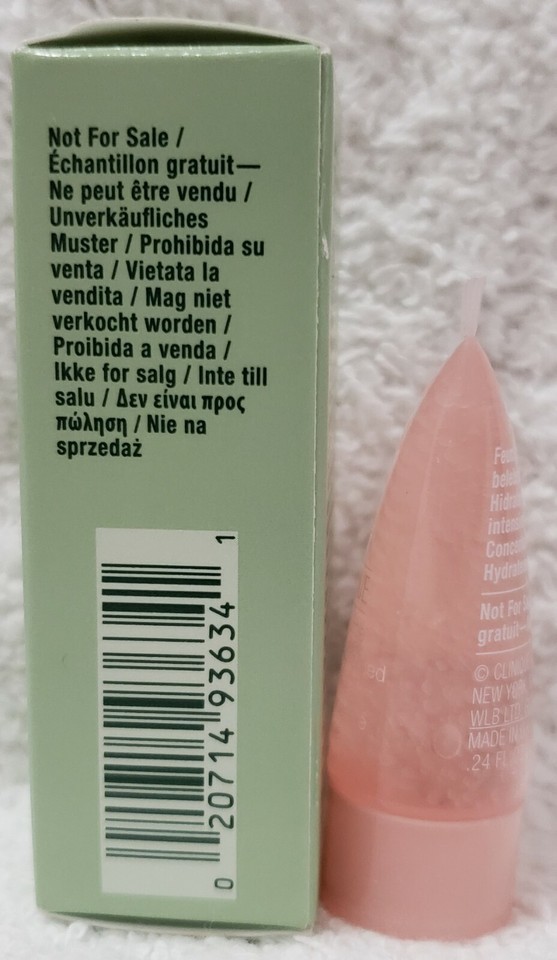 Not For Sale /
Échantillon gratuit—
Ne peut être vendu /
Unverkäufliches
Muster / Prohibida su
venta / Vietata la
vendita / Mag niet
verkocht worden /
Proibida a venda /
Ikke for salg / Inte till
salu / Δεν είναι προς
πώληση / Nie na
sprzedaż
0 20714 93634 1
Not For
gratuit—
©
NEW
WLB LTD
MADE IN
.24 FL